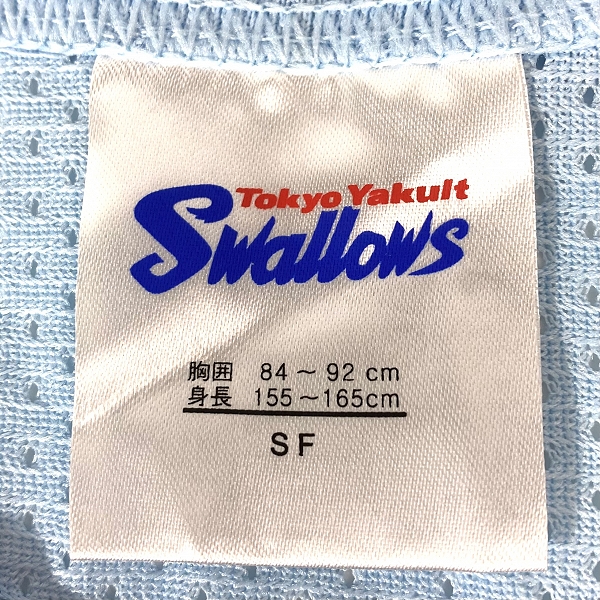 Tokyo Yakult
Swallows
胸囲 84～92 cm
身長 155～165cm
SF